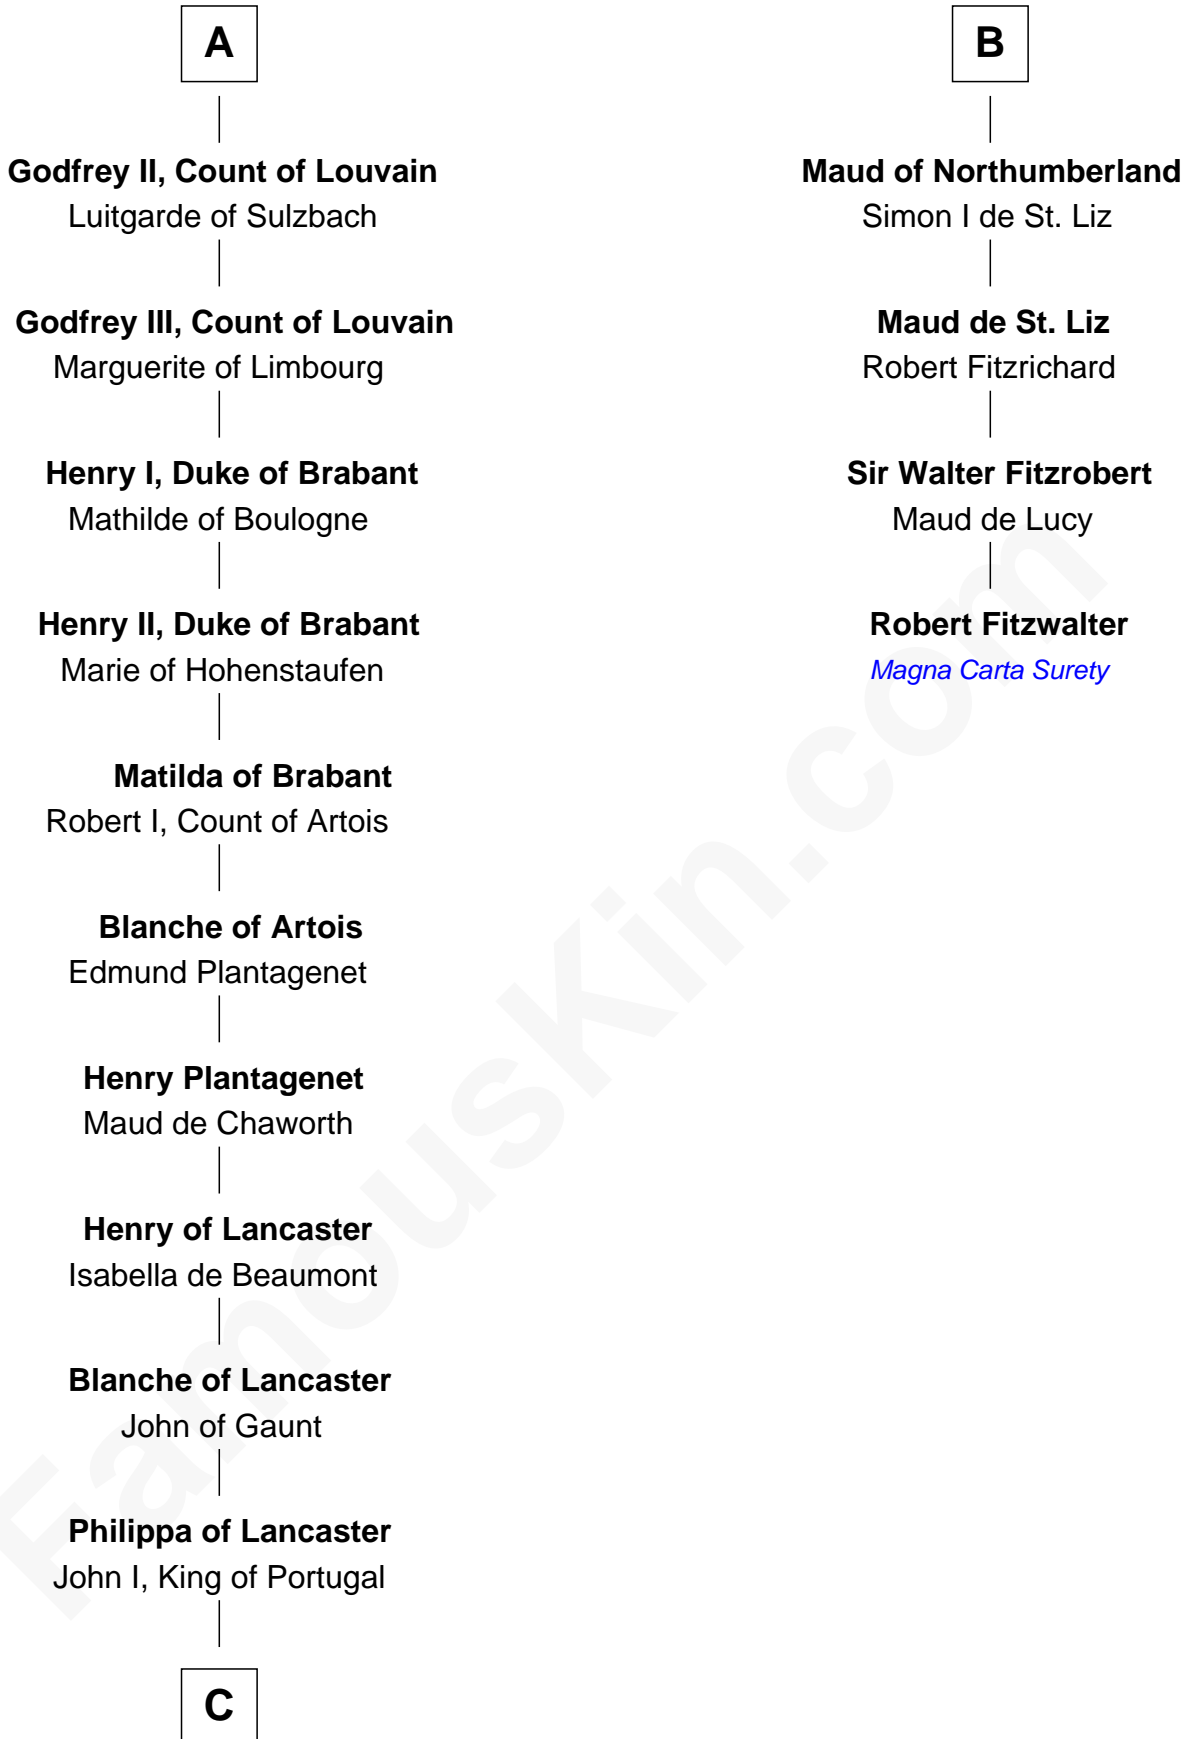 A
Godfrey II, Count of Louvain
Luitgarde of Sulzbach
Godfrey III, Count of Louvain
Marguerite of Limbourg
Henry I, Duke of Brabant
Mathilde of Boulogne
Henry II, Duke of Brabant
Marie of Hohenstaufen
Matilda of Brabant
Robert I, Count of Artois
Blanche of Artois
Edmund Plantagenet
Henry Plantagenet
Maud de Chaworth
Henry of Lancaster
Isabella de Beaumont
Blanche of Lancaster
John of Gaunt
Philippa of Lancaster
John I, King of Portugal
C
B
Maud of Northumberland
Simon I de St. Liz
Maud de St. Liz
Robert Fitzrichard
Sir Walter Fitzrobert
Maud de Lucy
Robert Fitzwalter
Magna Carta Surety
FamousKin.com